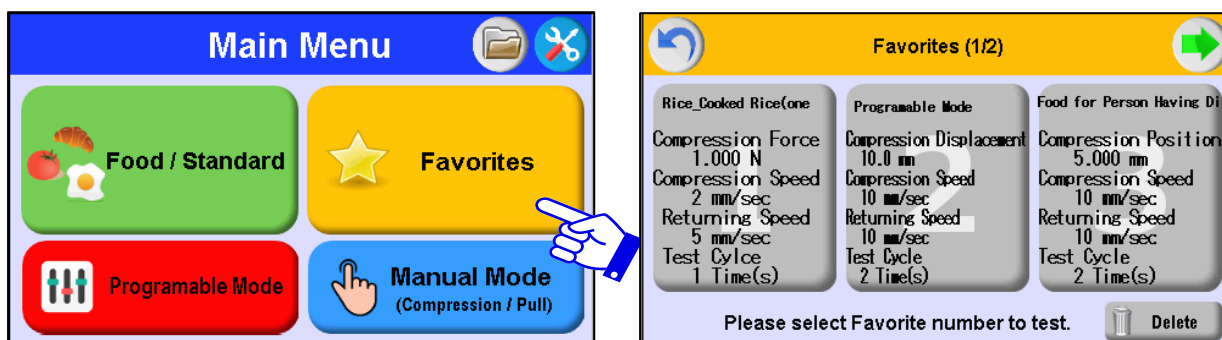 Main Menu
Food / Standard
Favorites
Programable Mode
Manual Mode
(Compression / Pull)
Favorites (1/2)
Rice_Cooked Rice(one
Compression Force
1.000 N
Compression Speed
2 mm/sec
Returning Speed
5 mm/sec
Test Cylce
1 Time(s)
1
Programable Mode
Compression Displacement
10.0 mm
Compression Speed
10 mm/sec
Returning Speed
10 mm/sec
Test Cycle
2 Time(s)
2
Food for Person Having Di
Compression Position
5.000 mm
Compression Speed
10 mm/sec
Returning Speed
10 mm/sec
Test Cycle
2 Time(s)
3
Please select Favorite number to test.
Delete